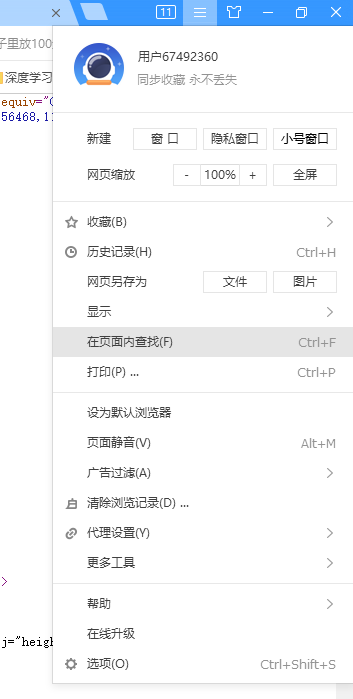 11
子里放100
深度学习
equiv="C
56468,11
用户67492360
同步收藏 永不丢失
新建 窗 口 隐私窗口 小号窗口
网页缩放 - 100% + 全屏
收藏(B)
历史记录(H) Ctrl+H
网页另存为 文件 图片
显示
在页面内查找(F) Ctrl+F
打印(P) ... Ctrl+P
设为默认浏览器
页面静音(V) Alt+M
广告过滤(A)
清除浏览记录(D) ...
代理设置(Y)
更多工具
>
帮助
在线升级
j="heigh
选项(O) Ctrl+Shift+S